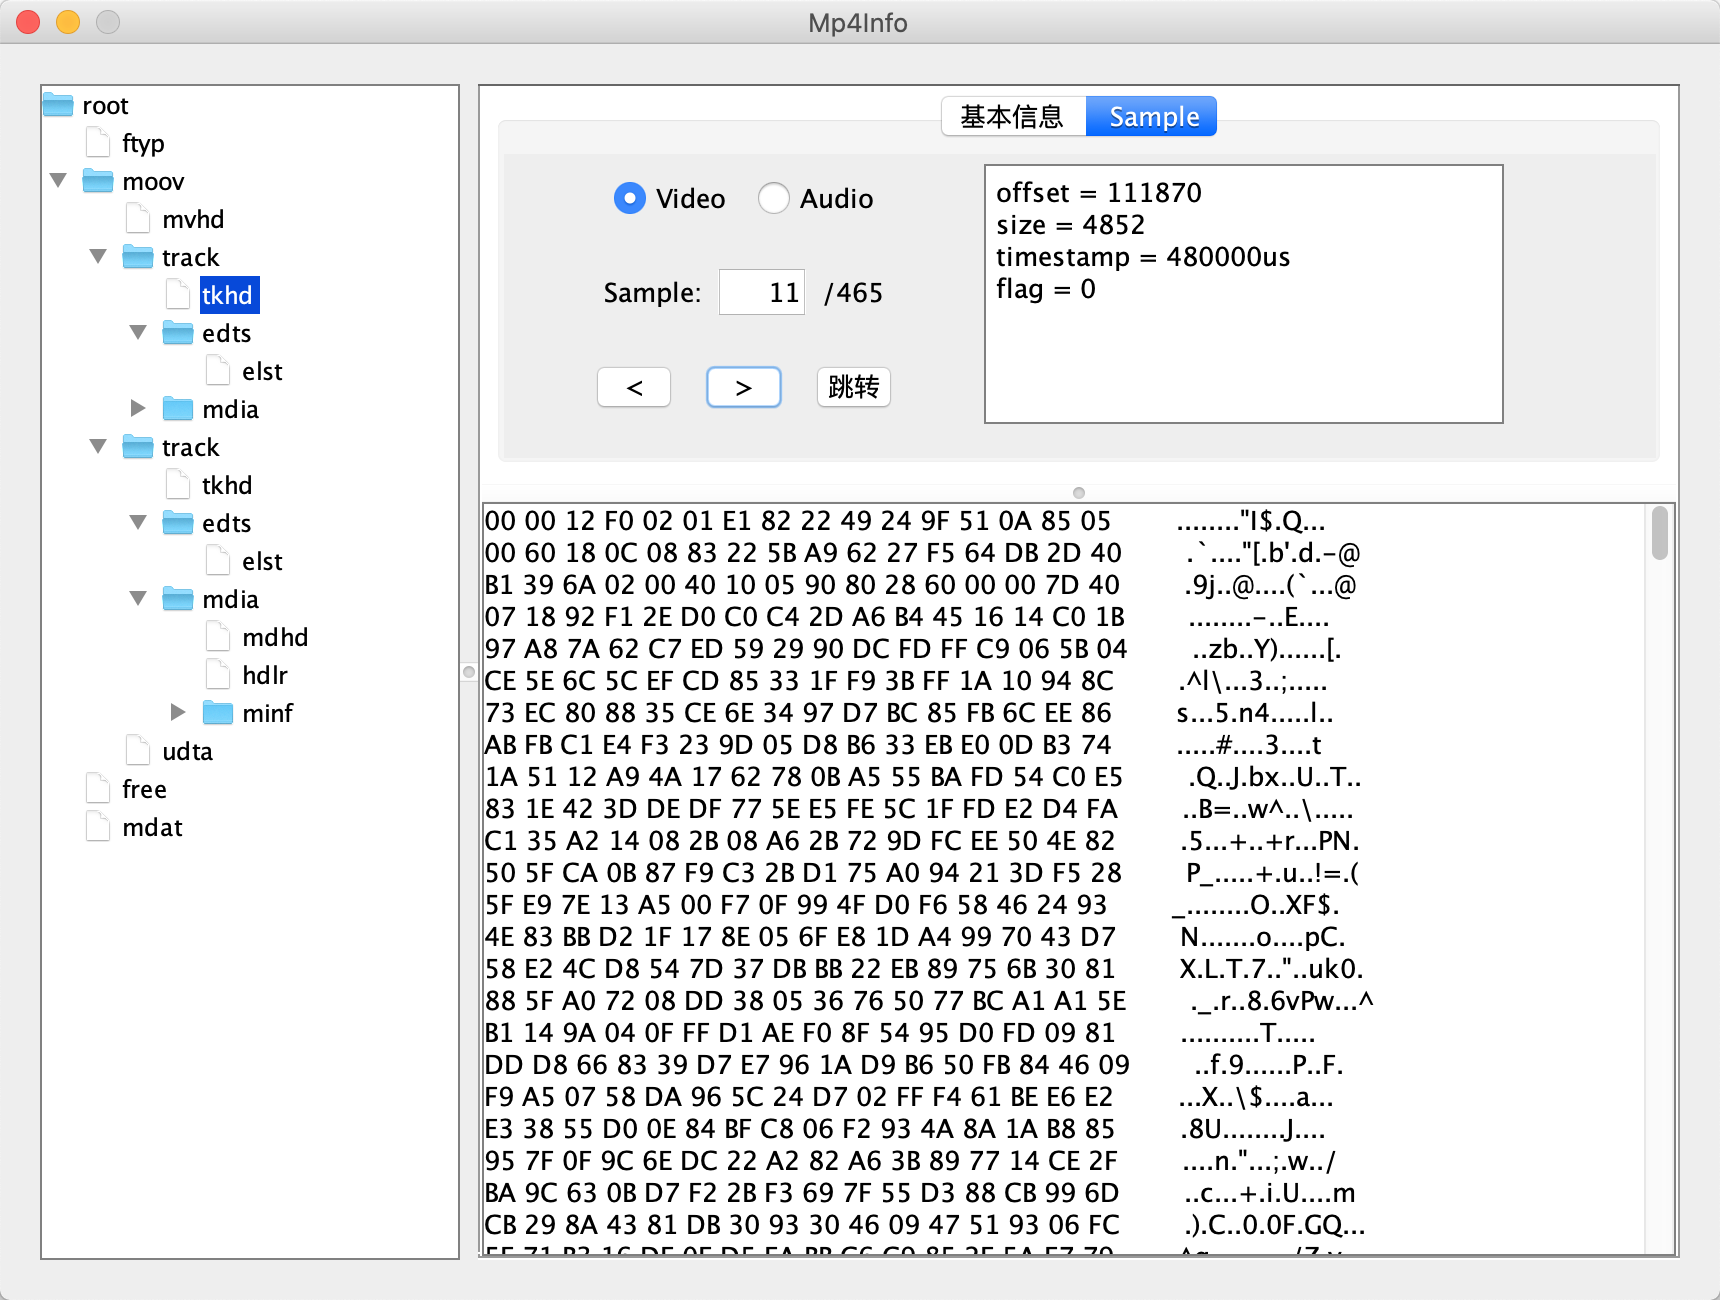 Mp4Info
root
ftyp
moov
mvhd
track
tkhd
edts
elst
mdia
track
tkhd
edts
elst
mdia
mdhd
hdlr
minf
udta
free
mdat
基本信息 Sample
Video Audio
Sample: 11 /465
< > 跳转
offset = 111870
size = 4852
timestamp = 480000us
flag = 0
00 00 12 F0 02 01 E1 82 22 49 24 9F 51 0A 85 05 ........"I$.Q...
00 60 18 0C 08 83 22 5B A9 62 27 F5 64 DB 2D 40 .`...."[.b'.d.-@
B1 39 6A 02 00 40 10 05 90 80 28 60 00 00 7D 40 .9j..@....(`...@
07 18 92 F1 2E D0 C0 C4 2D A6 B4 45 16 14 C0 1B ........-..E....
97 A8 7A 62 C7 ED 59 29 90 DC FD FF C9 06 5B 04 ..zb..Y)......[.
CE 5E 6C 5C EF CD 85 33 1F F9 3B FF 1A 10 94 8C .^l\...3..;.....
73 EC 80 88 35 CE 6E 34 97 D7 BC 85 FB 6C EE 86 s...5.n4.....l..
AB FB C1 E4 F3 23 9D 05 D8 B6 33 EB E0 0D B3 74 .....#....3....t
1A 51 12 A9 4A 17 62 78 0B A5 55 BA FD 54 C0 E5 .Q..J.bx..U..T..
83 1E 42 3D DE DF 77 5E E5 FE 5C 1F FD E2 D4 FA ..B=..w^..\.....
C1 35 A2 14 08 2B 08 A6 2B 72 9D FC EE 50 4E 82 .5...+..+r...PN.
50 5F CA 0B 87 F9 C3 2B D1 75 A0 94 21 3D F5 28 P_.....+.u..!=.(
5F E9 7E 13 A5 00 F7 0F 99 4F D0 F6 58 46 24 93 _........O..XF$.
4E 83 BB D2 1F 17 8E 05 6F E8 1D A4 99 70 43 D7 N.......o....pC.
58 E2 4C D8 54 7D 37 DB BB 22 EB 89 75 6B 30 81 X.L.T.7.."..uk0.
88 5F A0 72 08 DD 38 05 36 76 50 77 BC A1 A1 5E ._.r..8.6vPw...^
B1 14 9A 04 0F FF D1 AE F0 8F 54 95 D0 FD 09 81 ..........T.....
DD D8 66 83 39 D7 E7 96 1A D9 B6 50 FB 84 46 09 ..f.9......P..F.
F9 A5 07 58 DA 96 5C 24 D7 02 FF F4 61 BE E6 E2 ...X..\$....a...
E3 38 55 D0 0E 84 BF C8 06 F2 93 4A 8A 1A B8 85 .8U........J....
95 7F 0F 9C 6E DC 22 A2 82 A6 3B 89 77 14 CE 2F ....n."...;.w../
BA 9C 63 0B D7 F2 2B F3 69 7F 55 D3 88 CB 99 6D ..c...+.i.U....m
CB 29 8A 43 81 DB 30 93 30 46 09 47 51 93 06 FC .).C..0.0F.GQ...